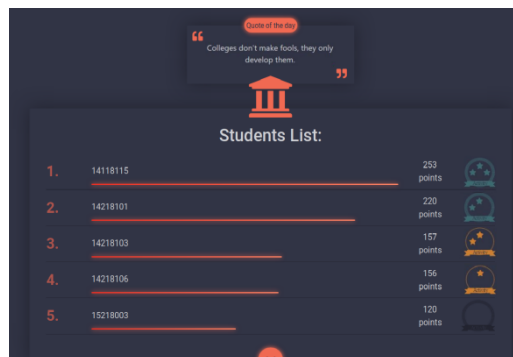 Quote of the day
“
Colleges don't make fools, they only
develop them.
”
Students List:
1. 14118115 253 points
2. 14218101 220 points
3. 14218103 157 points
4. 14218106 156 points
5. 15218003 120 points